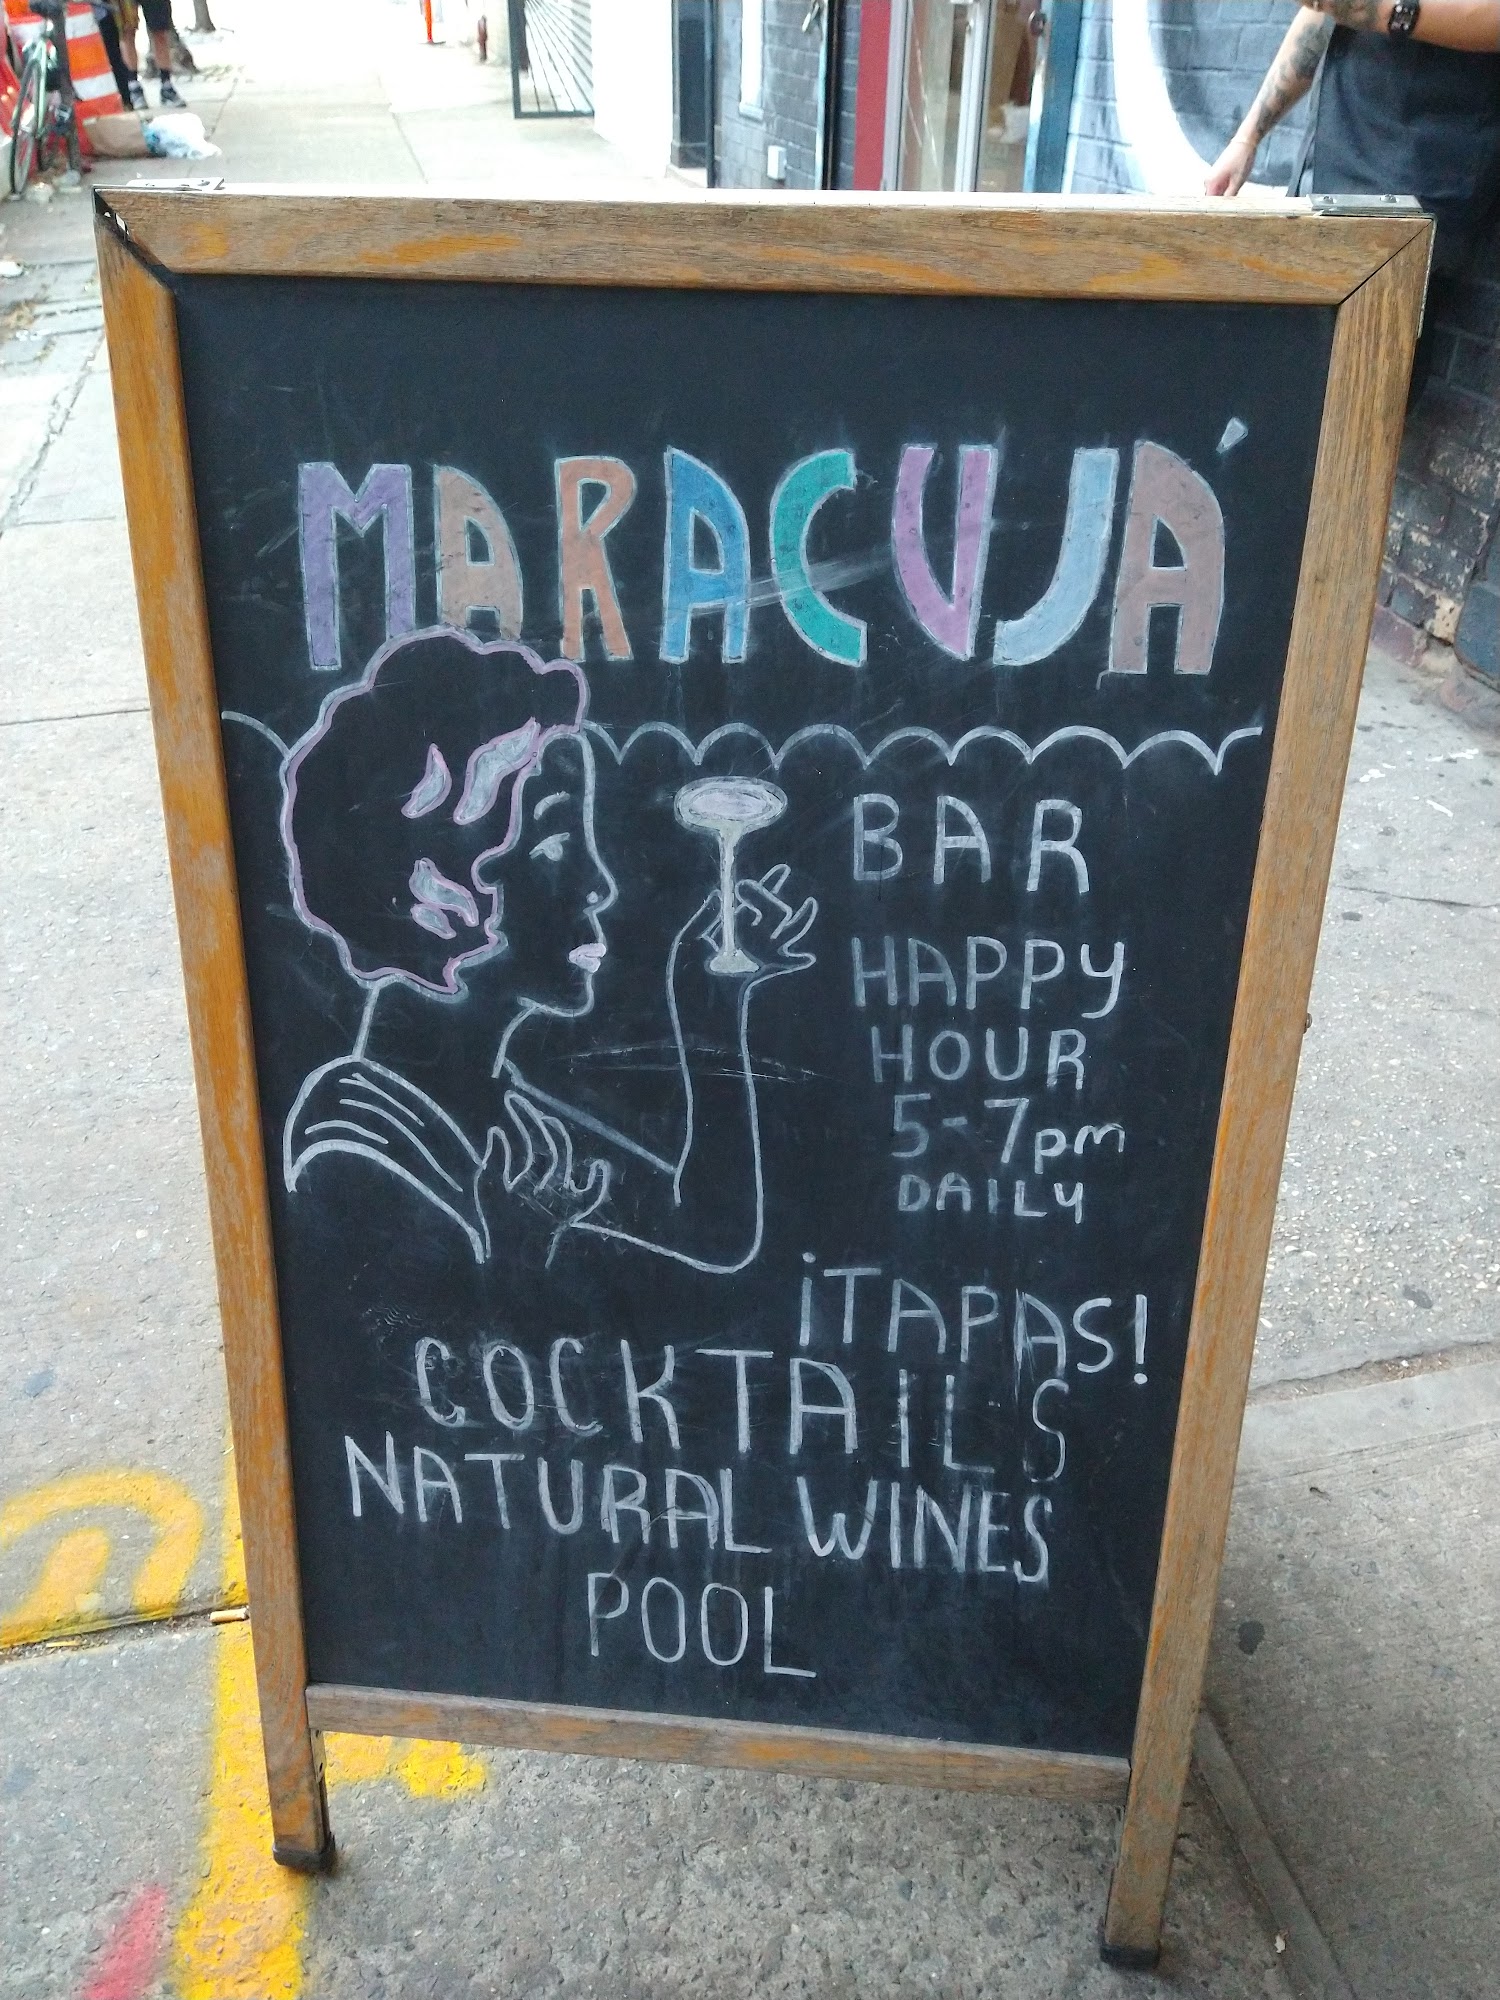 MARACUJÁ
BAR
HAPPY
HOUR
5-7pm
DAILY
¡TAPAS!
COCKTAILS
NATURAL WINES
POOL